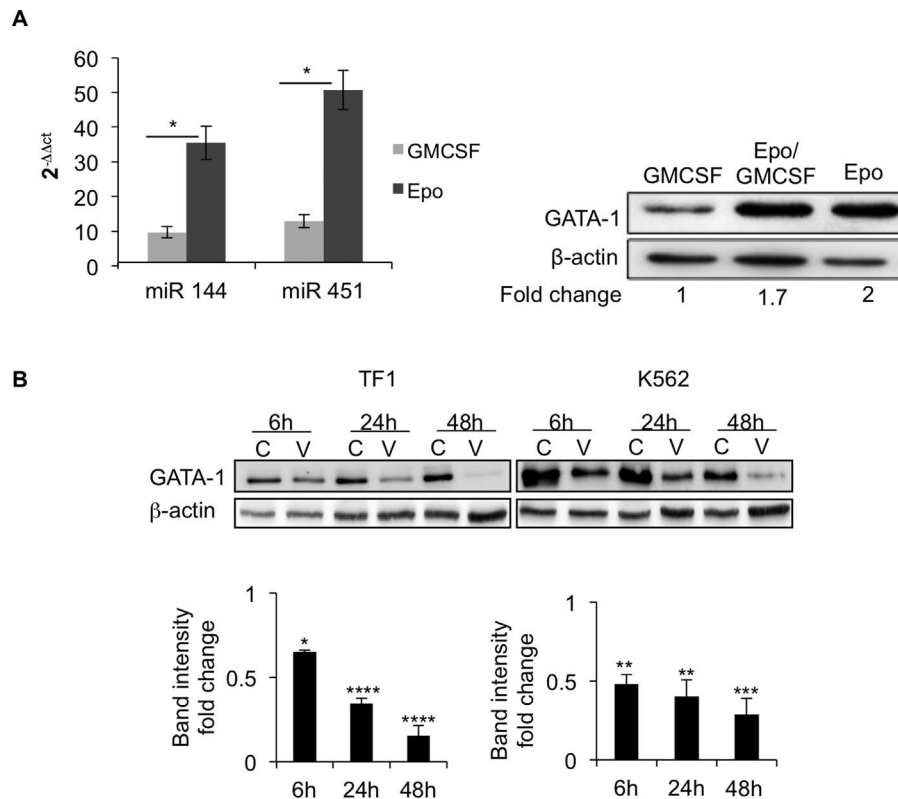 A
2-ΔΔct
60
50
40
30
20
10
0
*
*
miR 144
miR 451
GMCSF
Epo
GMCSF
Epo/
GMCSF
Epo
GATA-1
β-actin
Fold change
1
1.7
2
B
TF1
K562
6h
24h
48h
6h
24h
48h
C
V
C
V
C
V
C
V
C
V
C
V
GATA-1
β-actin
Band intensity
fold change
1
0.5
0
*
****
****
6h
24h
48h
Band intensity
fold change
1
0.5
0
**
**
***
6h
24h
48h